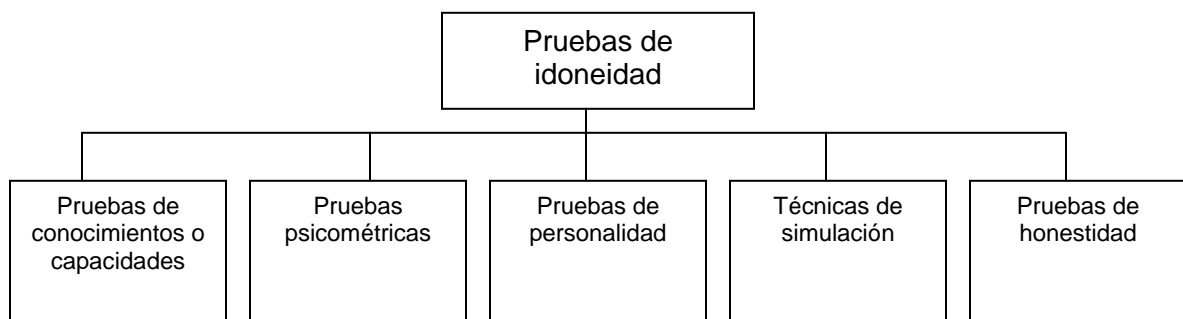 Pruebas de
idoneidad
Pruebas de
conocimientos o
capacidades
Pruebas
psicométricas
Pruebas de
personalidad
Técnicas de
simulación
Pruebas de
honestidad